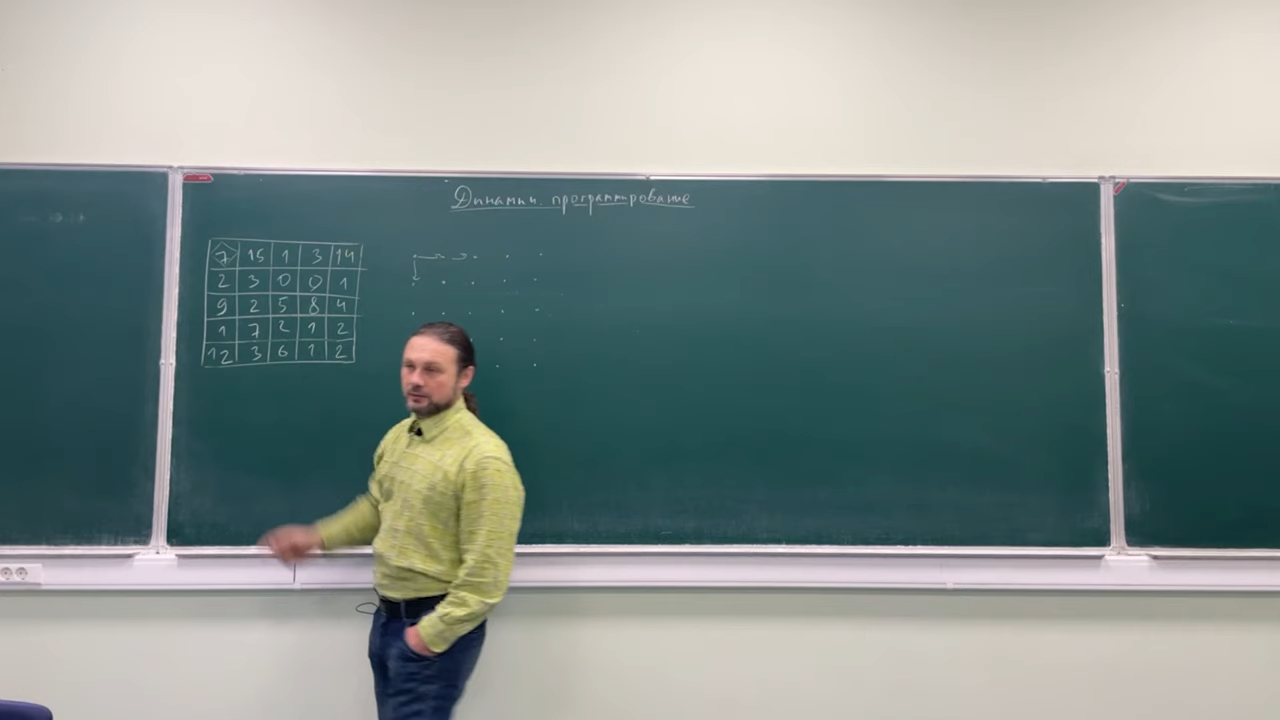 Динамич. программирование
7 15 1 3 14
2 3 0 0 1
9 2 5 8 4
1 7 2 1 2
12 3 6 1 2